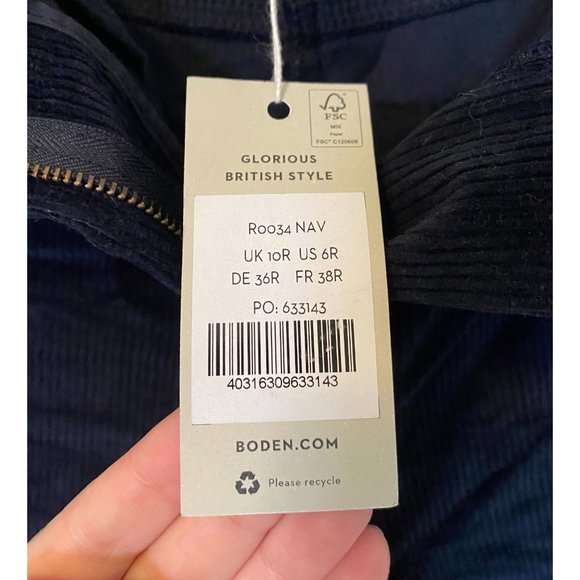 FSC
MIX
Paper
FSC™ C120609
GLORIOUS
BRITISH STYLE
R0034 NAV
UK 10R US 6R
DE 36R FR 38R
PO: 633143
40316309633143
BODEN.COM
Please recycle